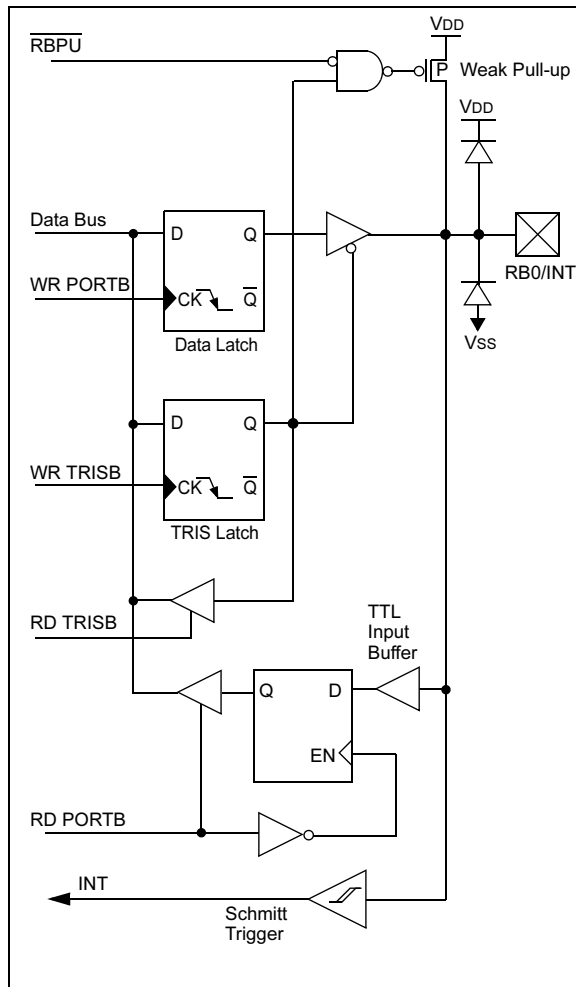 VDD
RBPU
P
Weak Pull-up
VDD
Data Bus
D
Q
WR PORTB
CK
Q
RB0/INT
Data Latch
VSS
D
Q
WR TRISB
CK
Q
TRIS Latch
RD TRISB
TTL
Input
Buffer
Q
D
EN
RD PORTB
INT
Schmitt
Trigger